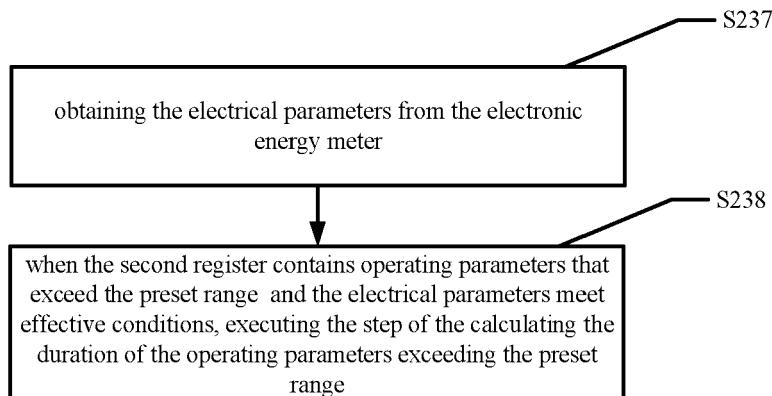 S237
obtaining the electrical parameters from the electronic
energy meter
S238
when the second register contains operating parameters that
exceed the preset range and the electrical parameters meet
effective conditions, executing the step of the calculating the
duration of the operating parameters exceeding the preset
range